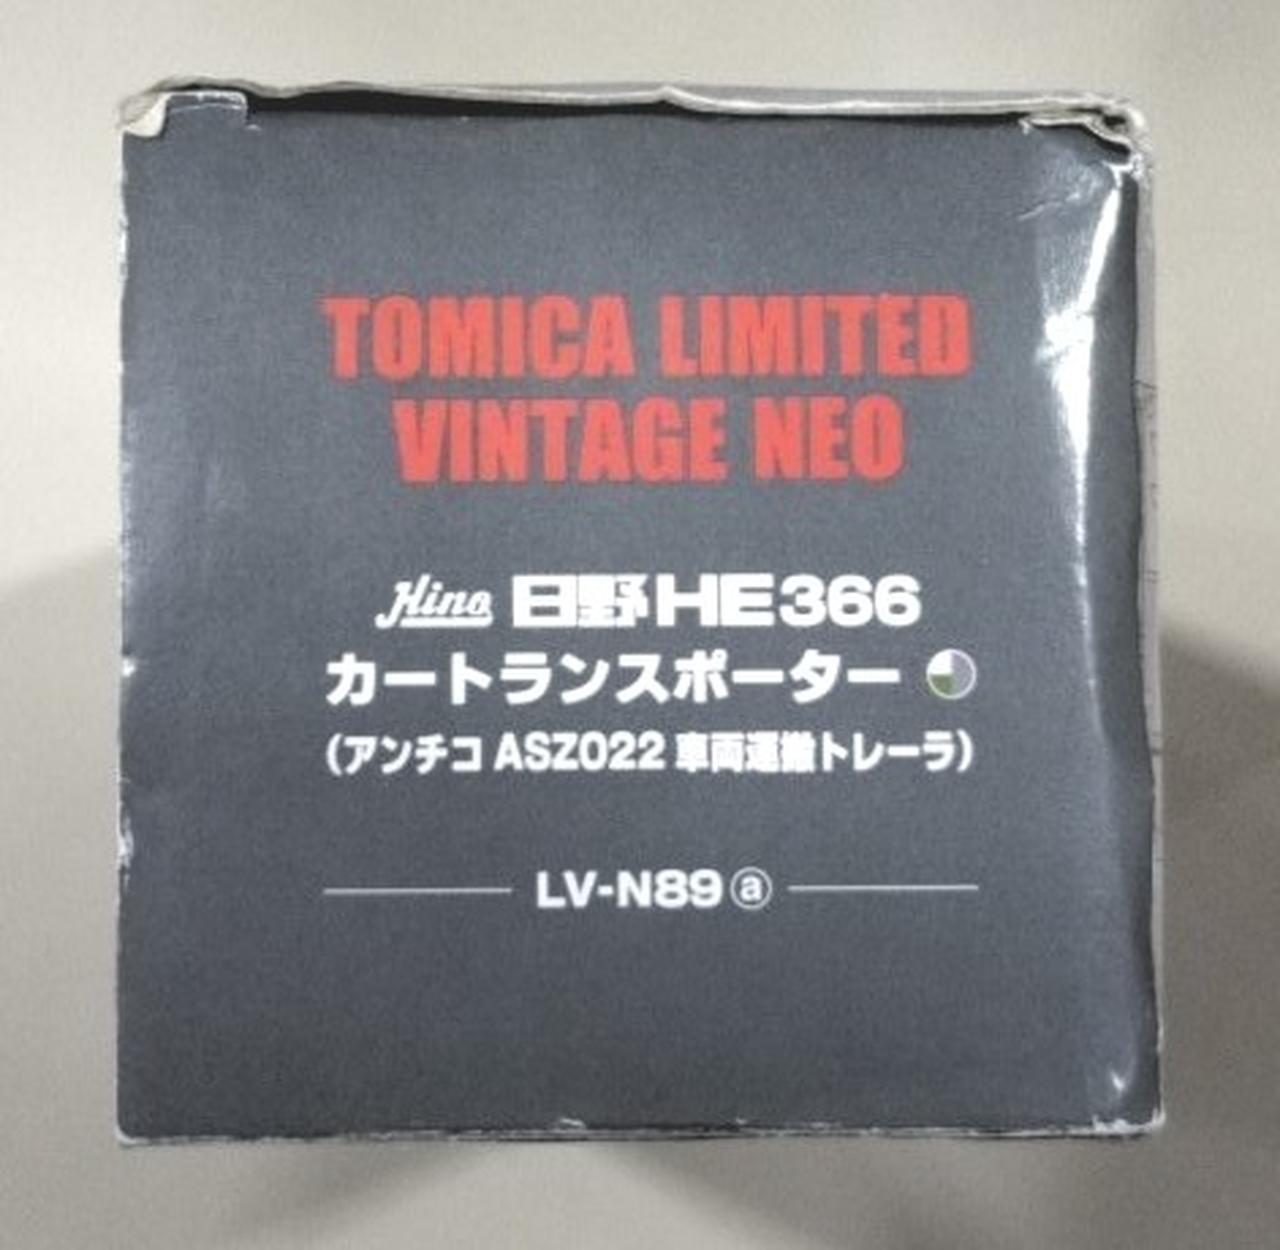 TOMICA LIMITED
VINTAGE NEO
Hino 日野HE366
カートランスポーター
(アンチコ ASZ022 車両運搬トレーラ)
LV-N89ⓐ